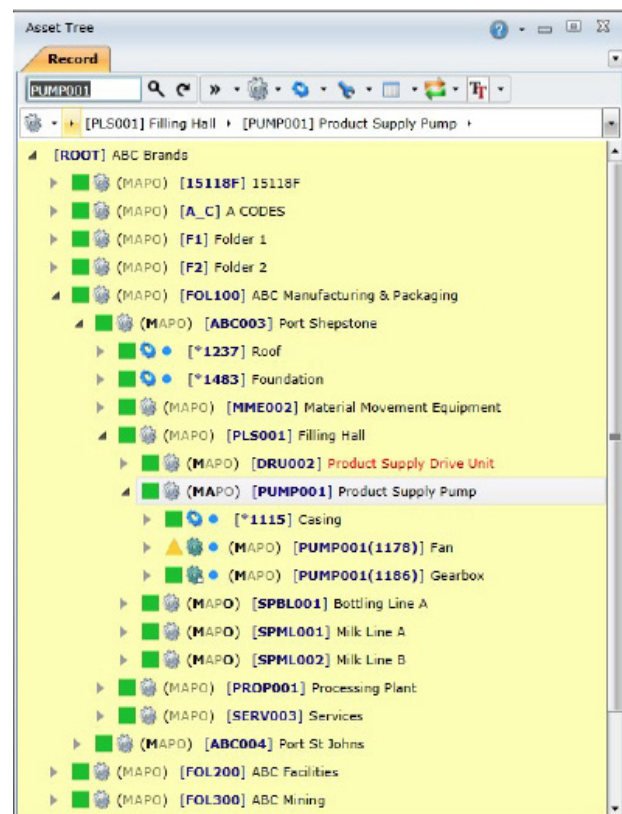 Asset Tree
Record
PUMP001
[PLS001] Filling Hall [PUMP001] Product Supply Pump
[ROOT] ABC Brands
(MAPO) [15118F] 15118F
(MAPO) [A_C] A CODES
(MAPO) [F1] Folder 1
(MAPO) [F2] Folder 2
(MAPO) [FOL100] ABC Manufacturing & Packaging
(MAPO) [ABC003] Port Shepstone
[*1237] Roof
[*1483] Foundation
(MAPO) [MME002] Material Movement Equipment
(MAPO) [PLS001] Filling Hall
(MAPO) [DRU002] Product Supply Drive Unit
(MAPO) [PUMP001] Product Supply Pump
[*1115] Casing
(MAPO) [PUMP001(1178)] Fan
(MAPO) [PUMP001(1186)] Gearbox
(MAPO) [SPBL001] Bottling Line A
(MAPO) [SPML001] Milk Line A
(MAPO) [SPML002] Milk Line B
(MAPO) [PROP001] Processing Plant
(MAPO) [SERV003] Services
(MAPO) [ABC004] Port St Johns
(MAPO) [FOL200] ABC Facilities
(MAPO) [FOL300] ABC Mining